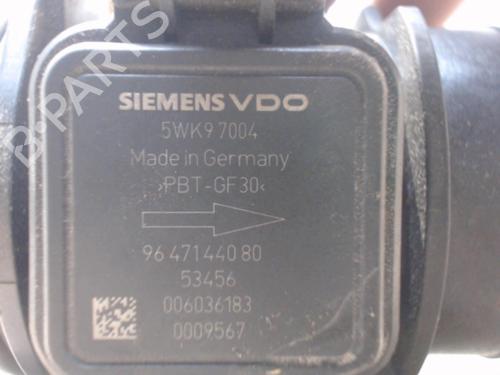 B-PARTS
SIEMENS VDO
5WK9 7004
Made in Germany
›PBT-GF30‹
96 471 440 80
53456
006036183
0009567